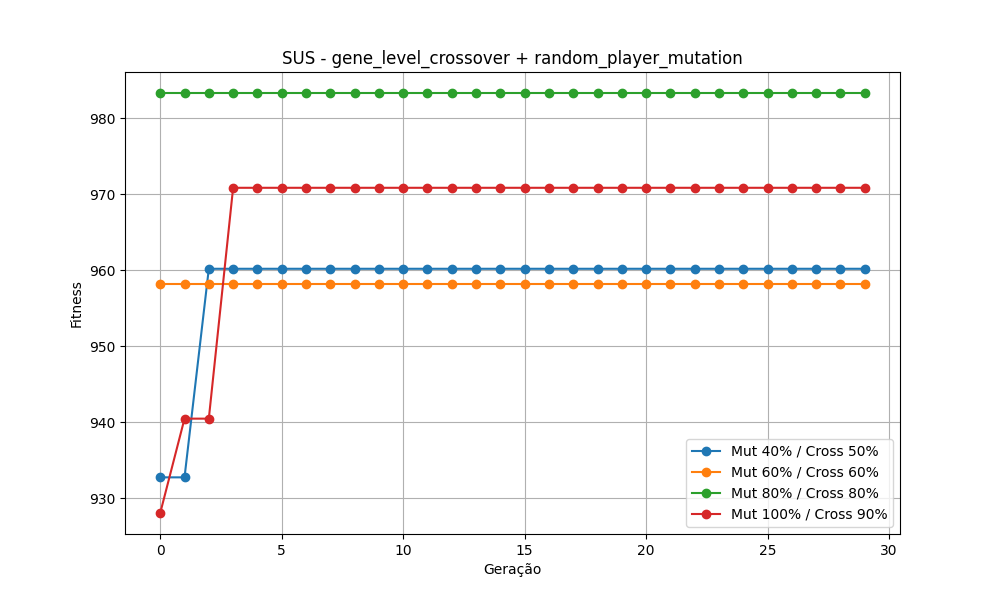 SUS - gene_level_crossover + random_player_mutation
Fitness
980
970
960
950
940
930
0 5 10 15 20 25 30
Geração
Mut 40% / Cross 50%
Mut 60% / Cross 60%
Mut 80% / Cross 80%
Mut 100% / Cross 90%